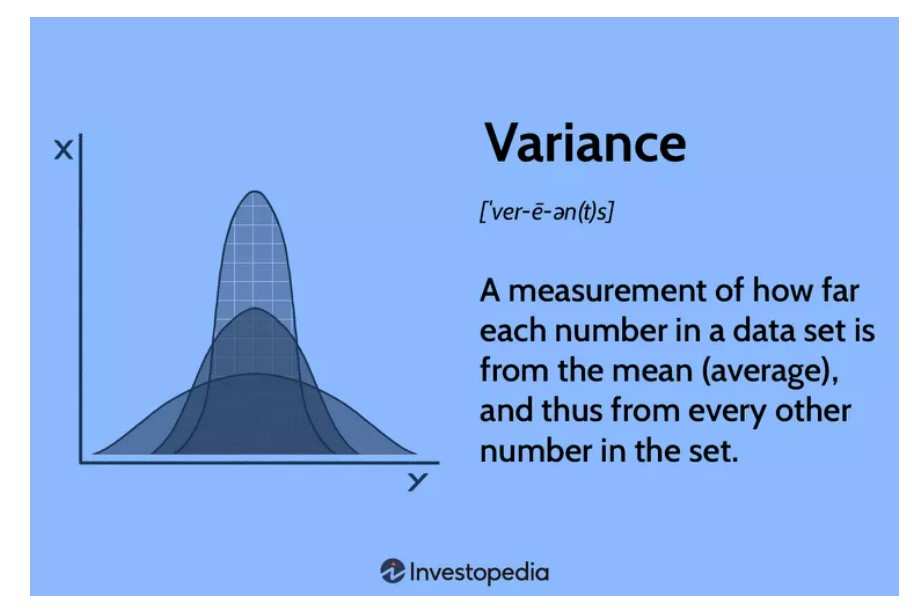 X
Variance
['ver-ē-ən(t)s]
A measurement of how far
each number in a data set is
from the mean (average),
and thus from every other
number in the set.
Y
Investopedia